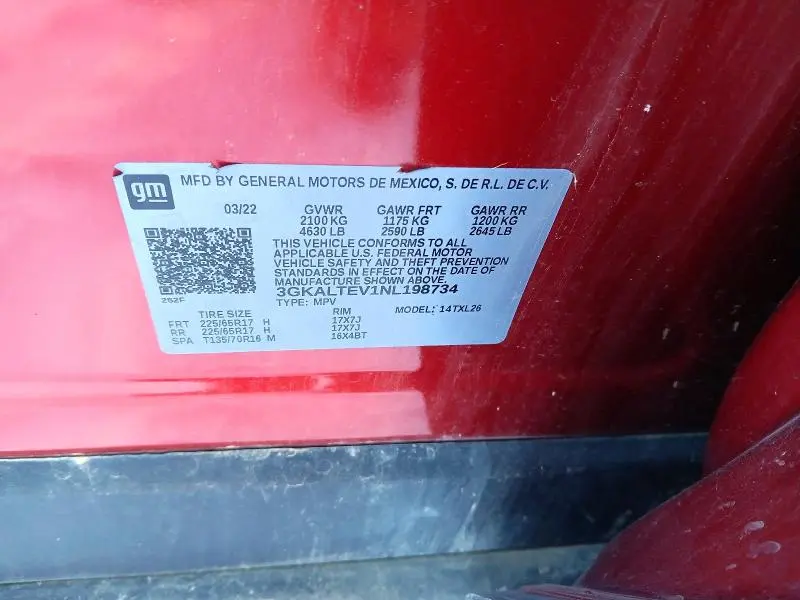 gm MFD BY GENERAL MOTORS DE MEXICO, S. DE R.L. DE C.V.
03/22 GVWR GAWR FRT GAWR RR
2100 KG 1175 KG 1200 KG
4630 LB 2590 LB 2645 LB
THIS VEHICLE CONFORMS TO ALL
APPLICABLE U.S. FEDERAL MOTOR
VEHICLE SAFETY AND THEFT PREVENTION
STANDARDS IN EFFECT ON THE DATE OF
MANUFACTURE SHOWN ABOVE.
3GKALTEV1NL198734
2S2F TYPE: MPV MODEL: 14TXL26
TIRE SIZE RIM
FRT 225/65R17 H 17X7J
RR 225/65R17 H 17X7J
SPA T135/70R16 M 16X4BT